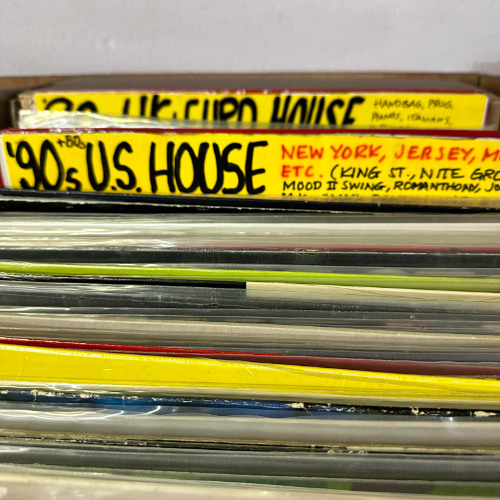 '90s UK+EURO HOUSE
HANDBAG, PROG,
PIANOS, ITALIANS,
+80s
'90s U.S. HOUSE
NEW YORK, JERSEY, M
ETC. (KING ST., NITE GRO
MOOD II SWING, ROMANTHONY, JO